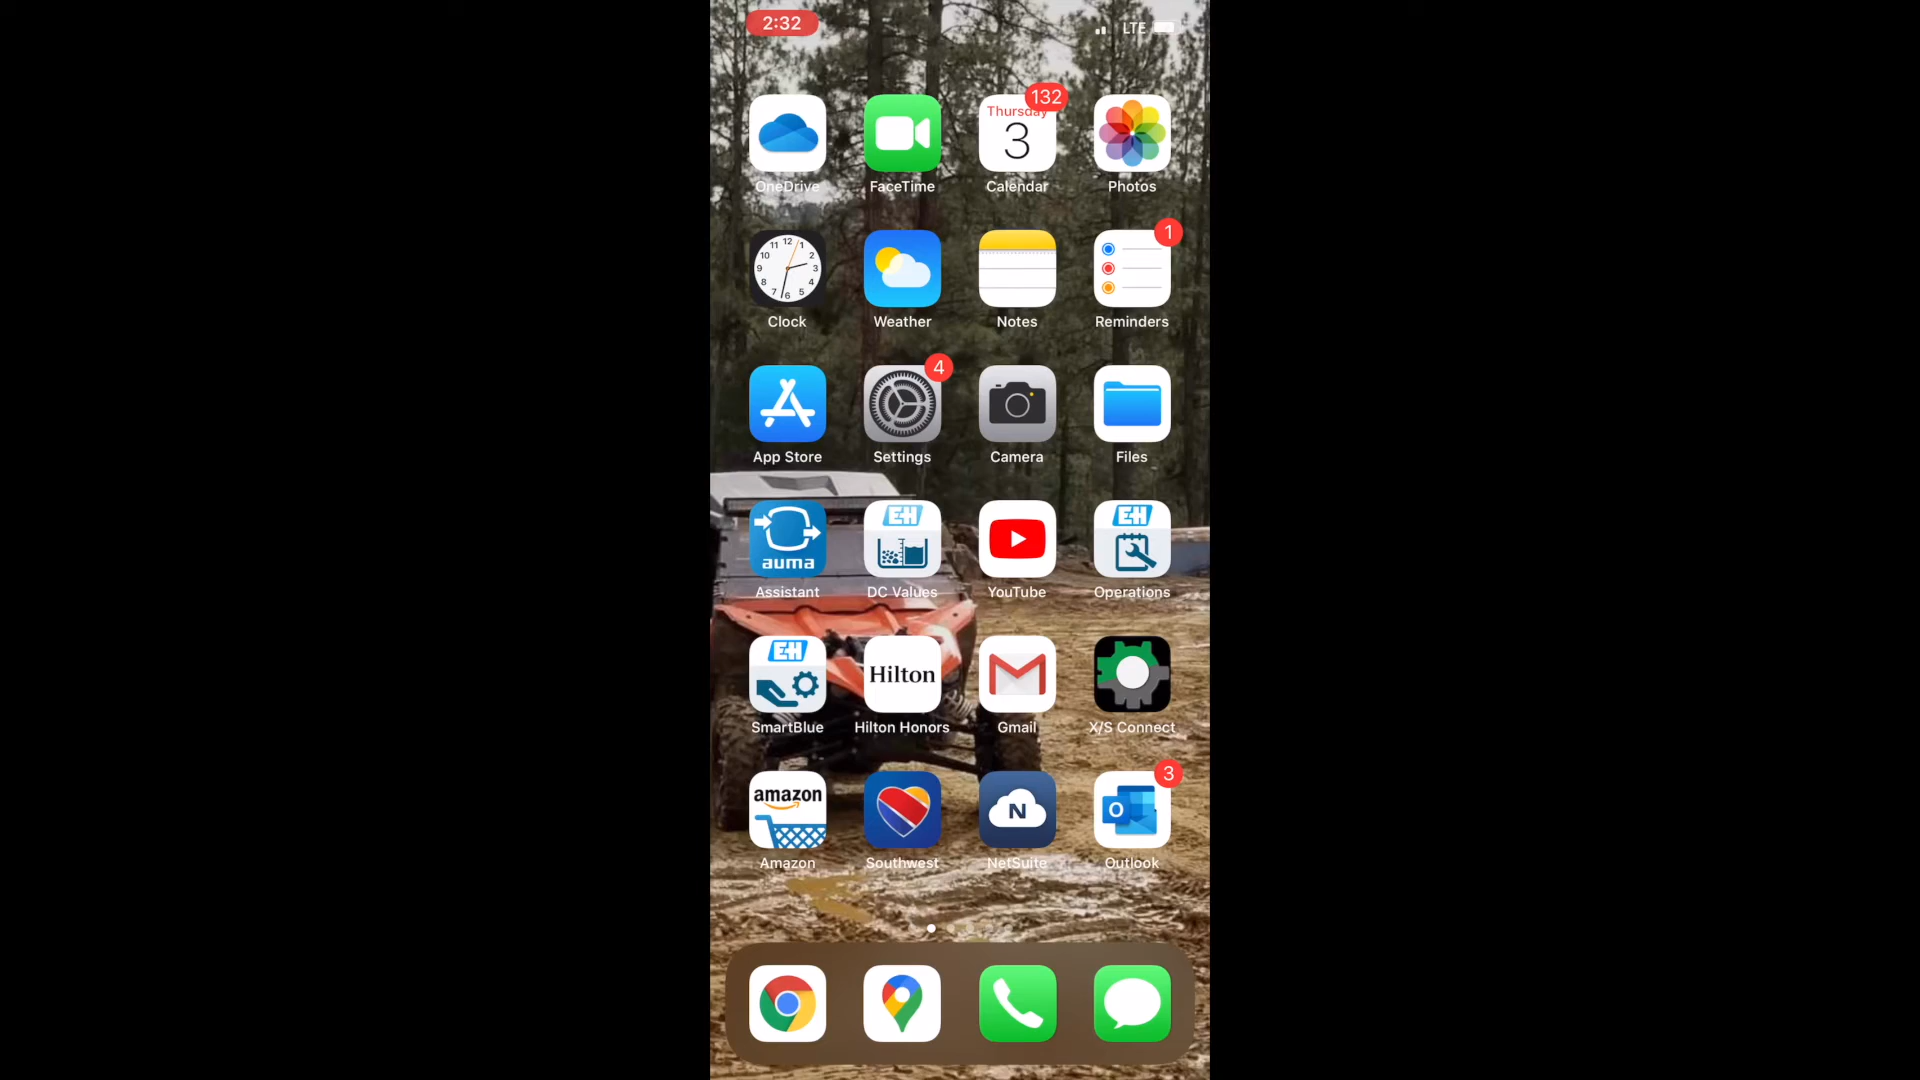 2:32
LTE
132
Thursday
3
OneDrive
FaceTime
Calendar
Photos
12
11
1
10
2
9
3
8
4
7
5
6
1
Clock
Weather
Notes
Reminders
4
App Store
Settings
Camera
Files
EH
EH
auma
Assistant
DC Values
YouTube
Operations
EH
Hilton
SmartBlue
Hilton Honors
Gmail
X/S Connect
3
amazon
N
O
Amazon
Southwest
NetSuite
Outlook